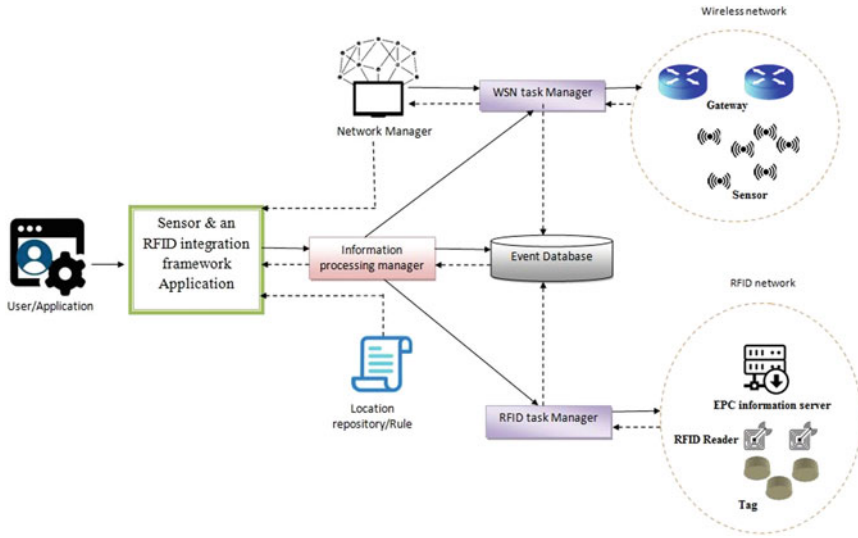 Wireless network
WSN task Manager
Gateway
Network Manager
Sensor
Sensor & an
RFID integration
framework
Application
Information
processing manager
Event Database
User/Application
RFID network
Location
repository/Rule
RFID task Manager
EPC information server
RFID Reader
Tag